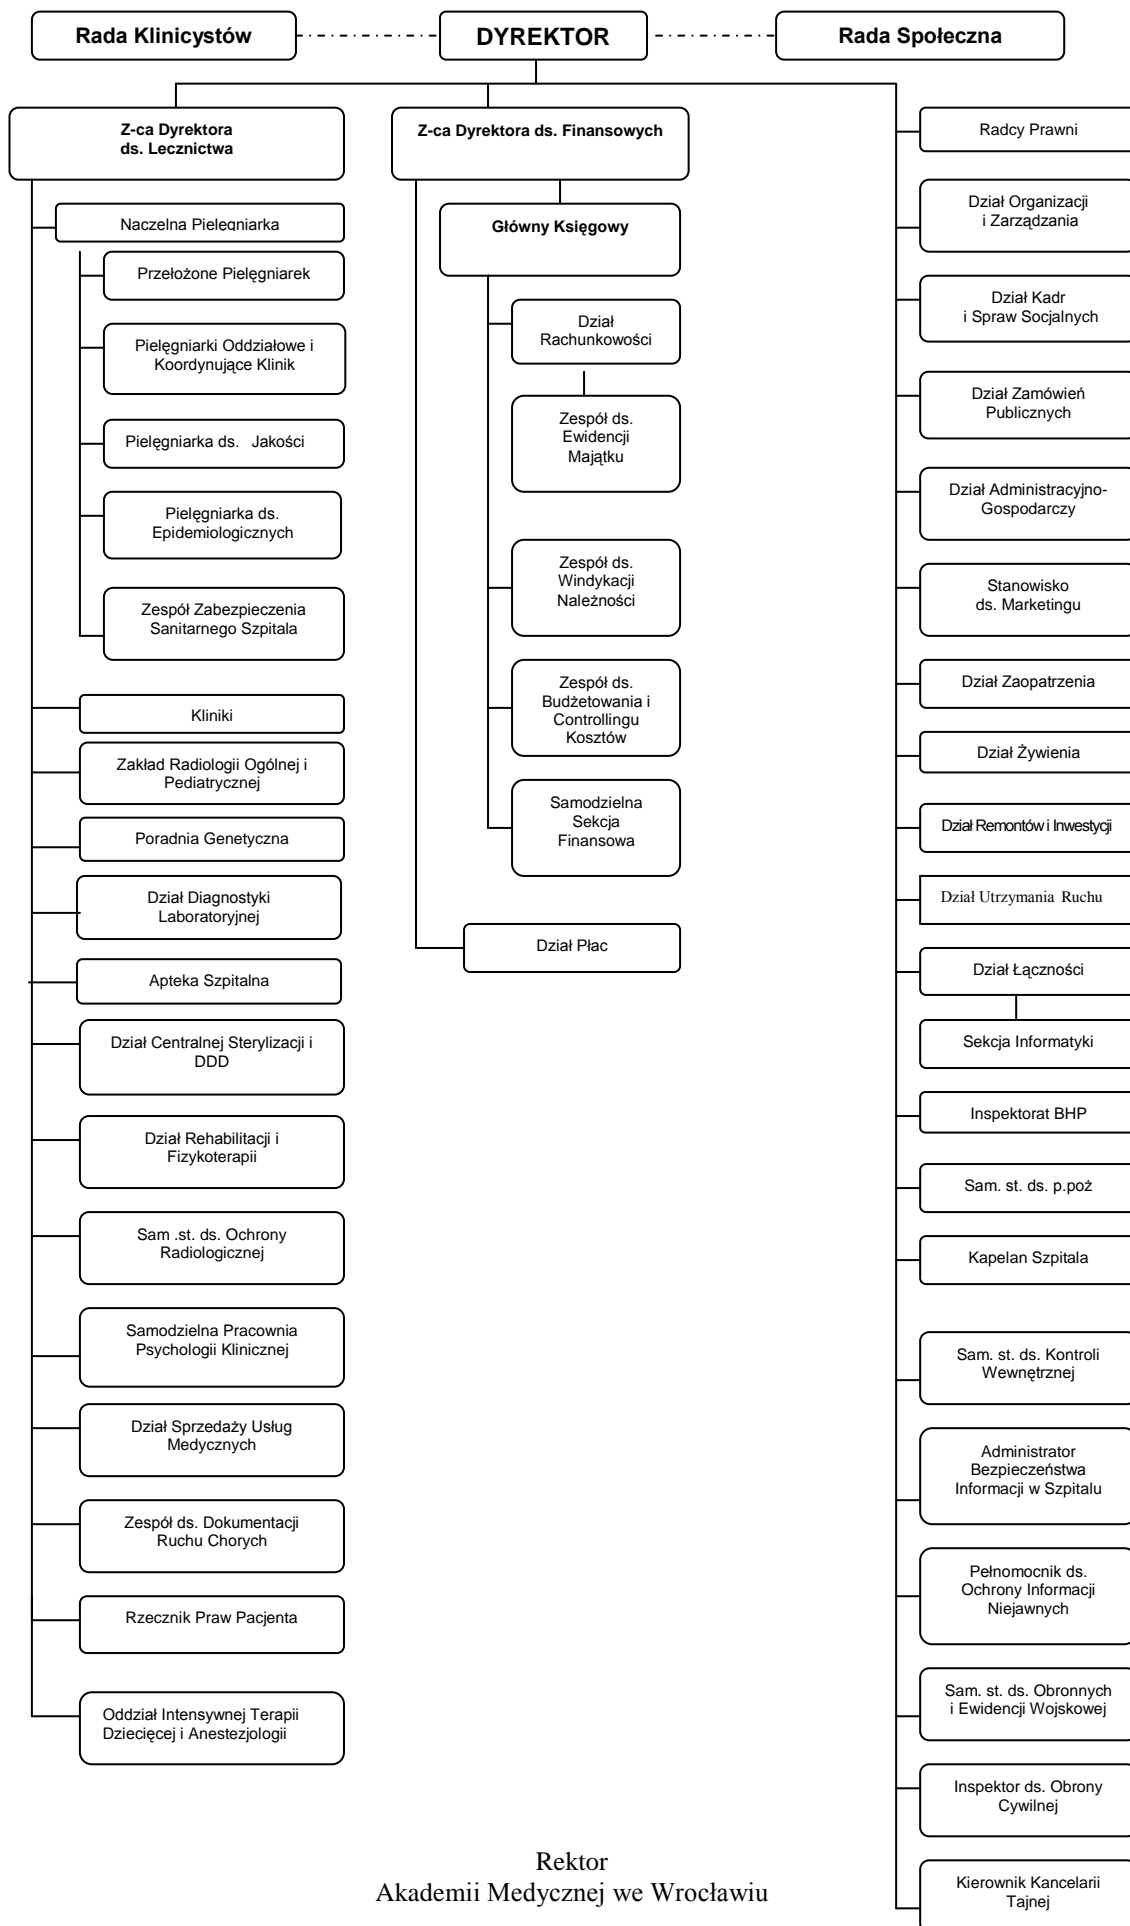 Rada Klinicystów
DYREKTOR
Rada Społeczna
Z-ca Dyrektora
ds. Lecznictwa
Naczelna Pielęgniarka
Przełożone Pielęgniarek
Pielęgniarki Oddziałowe i
Koordynujące Klinik
Pielęgniarka ds. Jakości
Pielęgniarka ds.
Epidemiologicznych
Zespół Zabezpieczenia
Sanitarnego Szpitala
Kliniki
Zakład Radiologii Ogólnej i
Pediatrycznej
Poradnia Genetyczna
Dział Diagnostyki
Laboratoryjnej
Apteka Szpitalna
Dział Centralnej Sterylizacji i
DDD
Dział Rehabilitacji i
Fizykoterapii
Sam .st. ds. Ochrony
Radiologicznej
Samodzielna Pracownia
Psychologii Klinicznej
Dział Sprzedaży Usług
Medycznych
Zespół ds. Dokumentacji
Ruchu Chorych
Rzecznik Praw Pacjenta
Oddział Intensywnej Terapii
Dziecięcej i Anestezjologii
Z-ca Dyrektora ds. Finansowych
Główny Księgowy
Dział
Rachunkowości
Zespół ds.
Ewidencji
Majątku
Zespół ds.
Windykacji
Należności
Zespół ds.
Budżetowania i
Controllingu
Kosztów
Samodzielna
Sekcja
Finansowa
Dział Płac
Radcy Prawni
Dział Organizacji
i Zarządzania
Dział Kadr
i Spraw Socjalnych
Dział Zamówień
Publicznych
Dział Administracyjno-
Gospodarczy
Stanowisko
ds. Marketingu
Dział Zaopatrzenia
Dział Żywienia
Dział Remontów i Inwestycji
Dział Utrzymania Ruchu
Dział Łączności
Sekcja Informatyki
Inspektorat BHP
Sam. st. ds. p.poż
Kapelan Szpitala
Sam. st. ds. Kontroli
Wewnętrznej
Administrator
Bezpieczeństwa
Informacji w Szpitalu
Pełnomocnik ds.
Ochrony Informacji
Niejawnych
Sam. st. ds. Obronnych
i Ewidencji Wojskowej
Inspektor ds. Obrony
Cywilnej
Kierownik Kancelarii
Tajnej
Rektor
Akademii Medycznej we Wrocławiu